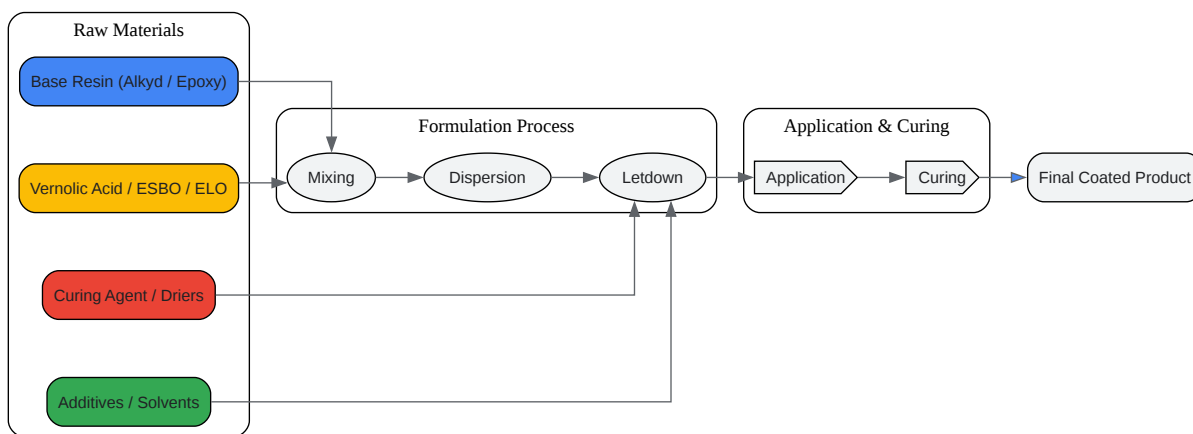 Raw Materials
Base Resin (Alkyd / Epoxy)
Vernolic Acid / ESBO / ELO
Curing Agent / Driers
Additives / Solvents
Formulation Process
Mixing
Dispersion
Letdown
Application & Curing
Application
Curing
Final Coated Product